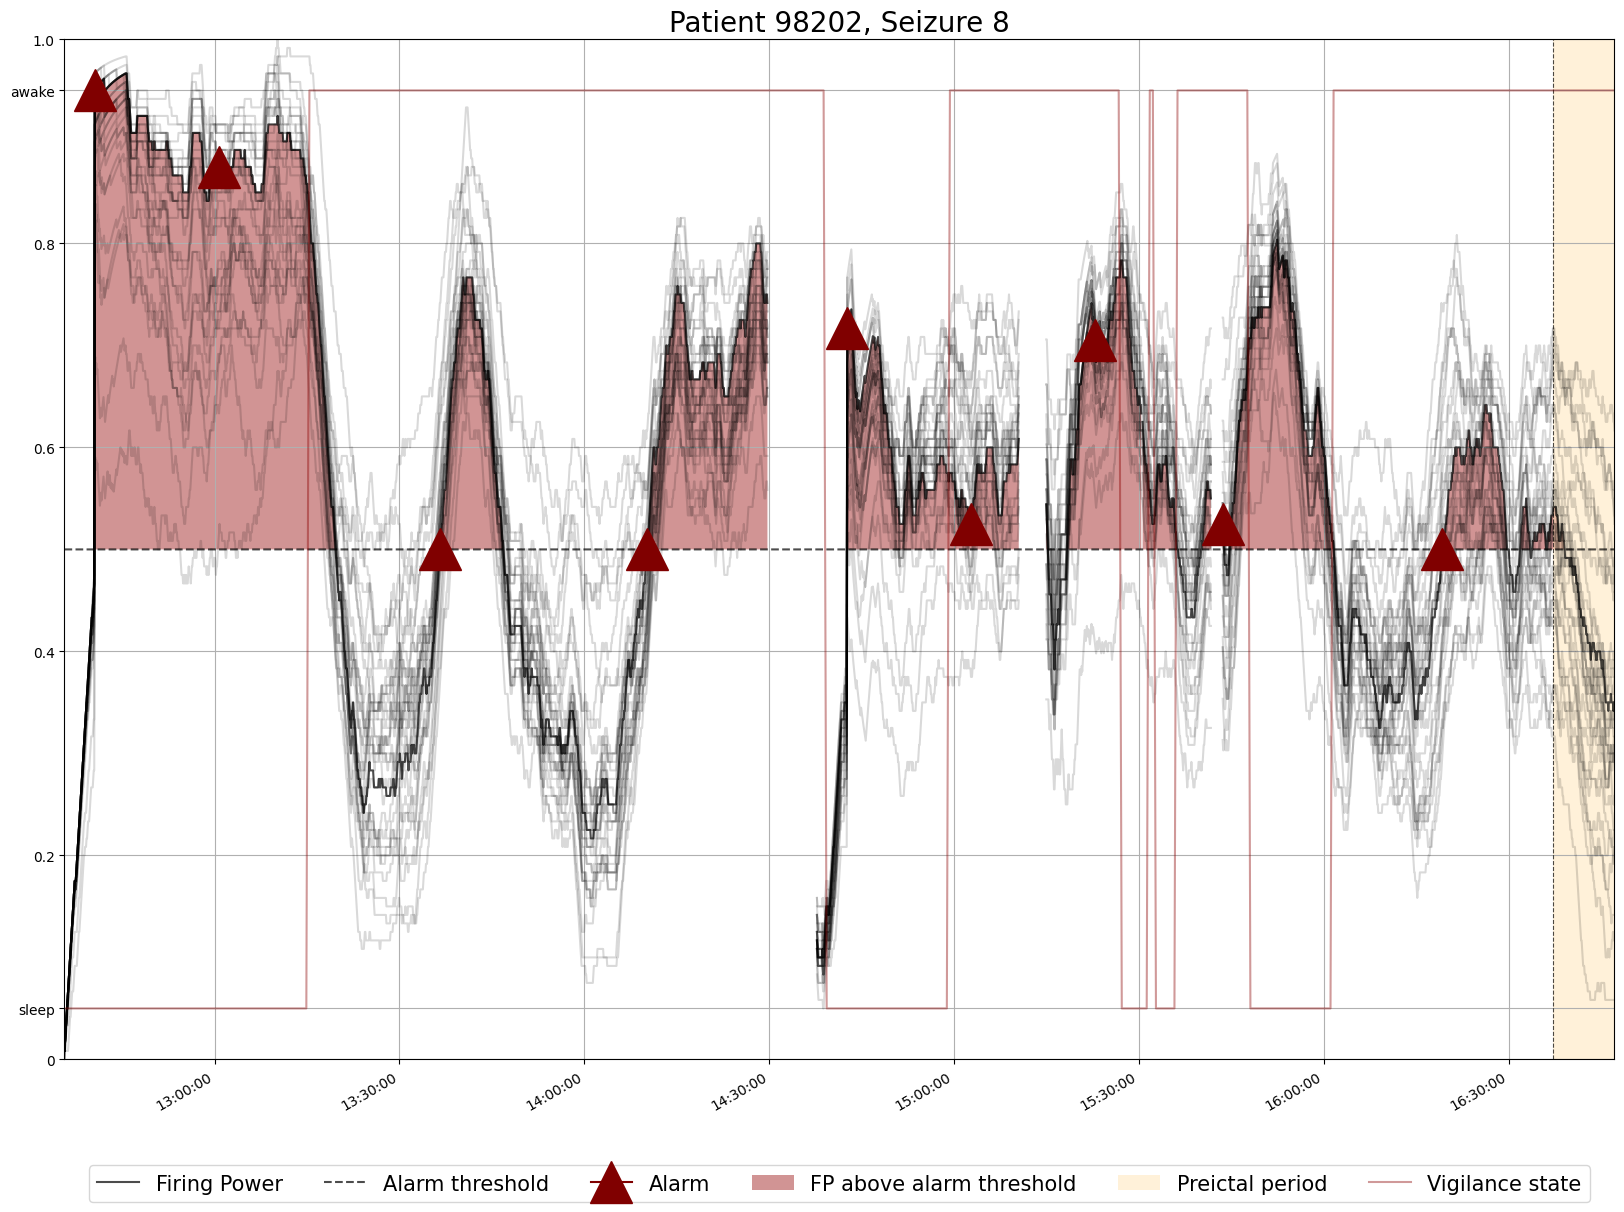 Patient 98202, Seizure 8
1.0
awake
0.8
0.6
0.4
0.2
sleep
0
13:00:00
13:30:00
14:00:00
14:30:00
15:00:00
15:30:00
16:00:00
16:30:00
Firing Power
Alarm threshold
Alarm
FP above alarm threshold
Preictal period
Vigilance state